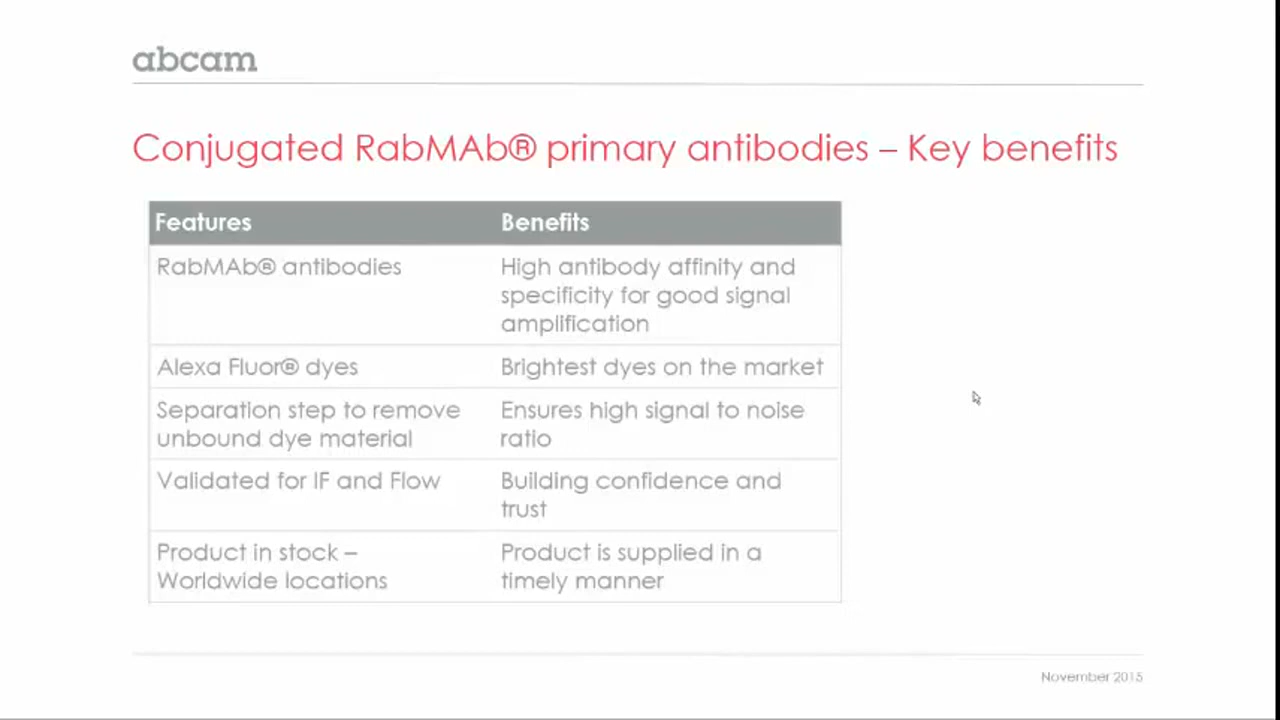 abcam
Conjugated RabMAb® primary antibodies – Key benefits
Features Benefits
RabMAb® antibodies High antibody affinity and
specificity for good signal
amplification
Alexa Fluor® dyes Brightest dyes on the market
Separation step to remove Ensures high signal to noise
unbound dye material ratio
Validated for IF and Flow Building confidence and
trust
Product in stock – Product is supplied in a
Worldwide locations timely manner
November 2015